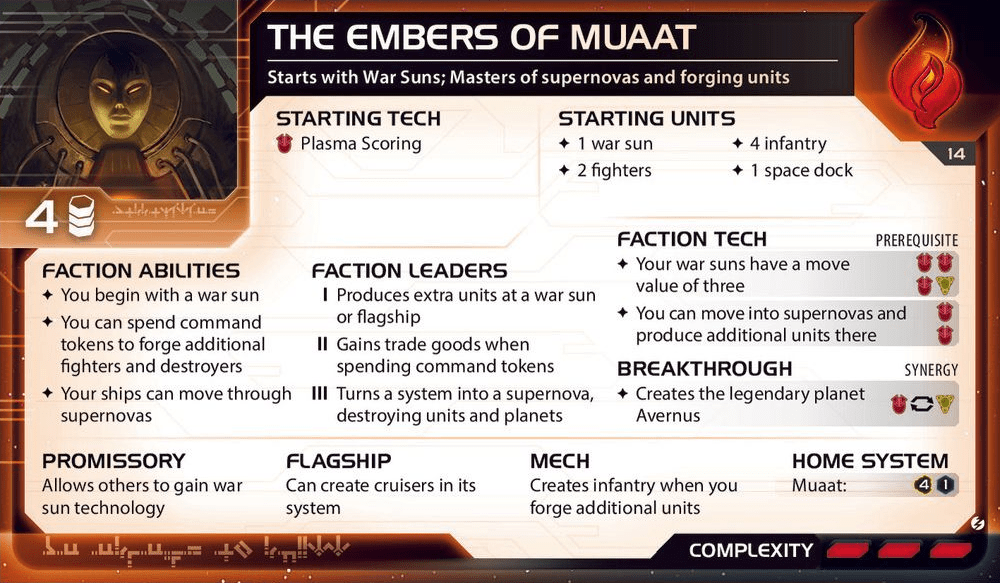 THE EMBERS OF MUAAT
Starts with War Suns; Masters of supernovas and forging units
14
4
STARTING TECH
Plasma Scoring
STARTING UNITS
✦ 1 war sun
✦ 4 infantry
✦ 2 fighters
✦ 1 space dock
FACTION ABILITIES
✦ You begin with a war sun
✦ You can spend command
tokens to forge additional
fighters and destroyers
✦ Your ships can move through
supernovas
FACTION LEADERS
I Produces extra units at a war sun
or flagship
II Gains trade goods when
spending command tokens
III Turns a system into a supernova,
destroying units and planets
FACTION TECH
PREREQUISITE
✦ Your war suns have a move
value of three
✦ You can move into supernovas and
produce additional units there
BREAKTHROUGH
SYNERGY
✦ Creates the legendary planet
Avernus
PROMISSORY
Allows others to gain war
sun technology
FLAGSHIP
Can create cruisers in its
system
MECH
Creates infantry when you
forge additional units
HOME SYSTEM
Muaat: 4 1
COMPLEXITY